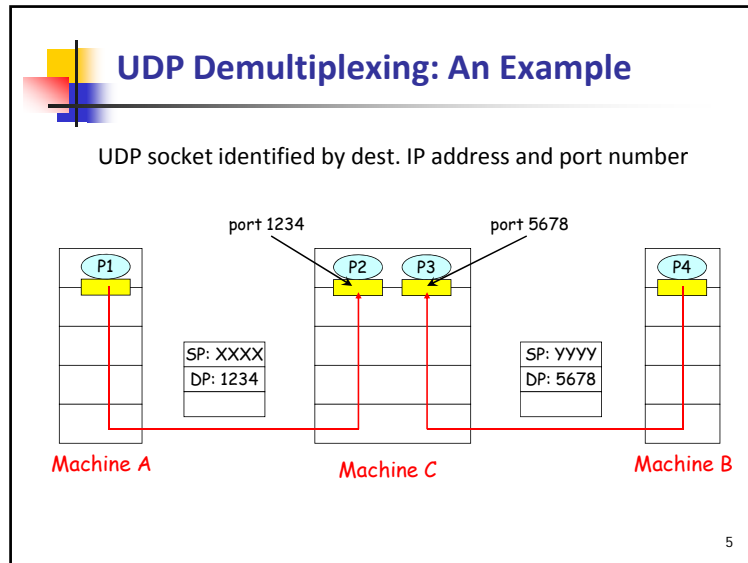 UDP Demultiplexing: An Example
UDP socket identified by dest. IP address and port number
port 1234
port 5678
P1
P2
P3
P4
SP: XXXX
DP: 1234
SP: YYYY
DP: 5678
Machine A
Machine C
Machine B
5